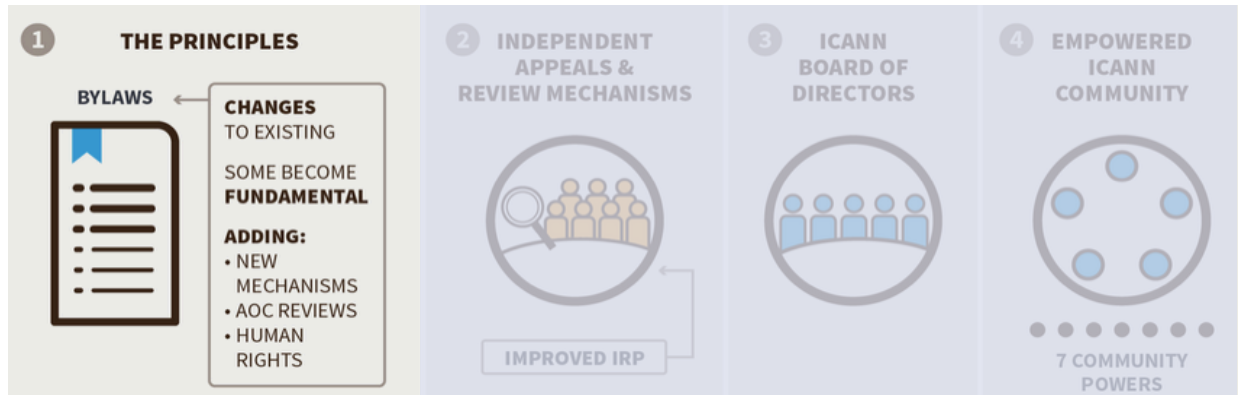 1
THE PRINCIPLES
BYLAWS
CHANGES
TO EXISTING
SOME BECOME
FUNDAMENTAL
ADDING:
• NEW
MECHANISMS
• AOC REVIEWS
• HUMAN
RIGHTS
2
INDEPENDENT
APPEALS &
REVIEW MECHANISMS
IMPROVED IRP
3
ICANN
BOARD OF
DIRECTORS
4
EMPOWERED
ICANN
COMMUNITY
7 COMMUNITY
POWERS